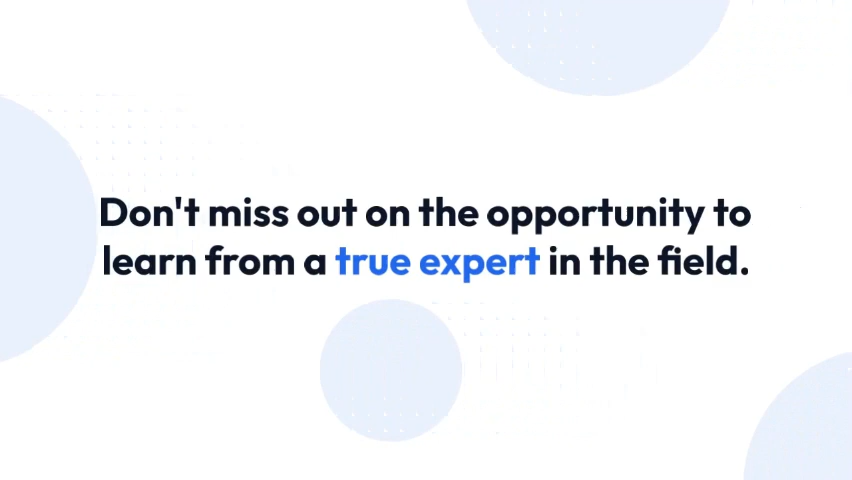 Don't miss out on the opportunity to
learn from a true expert in the field.